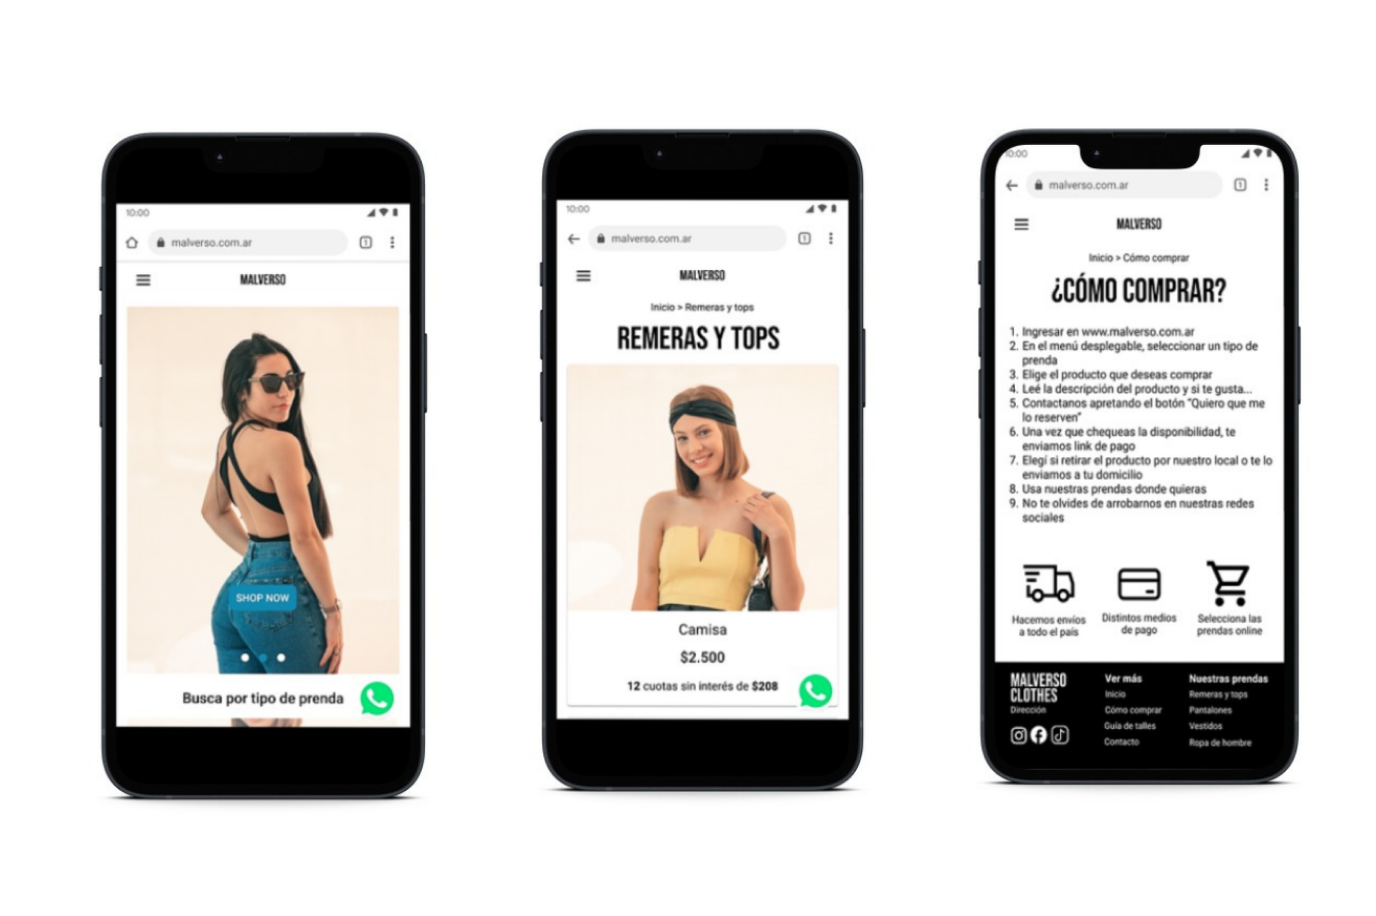 10:00
malverso.com.ar
1
MALVERSO
SHOP NOW
Busca por tipo de prenda
10:00
malverso.com.ar
1
MALVERSO
Inicio > Remeras y tops
REMERAS Y TOPS
Camisa
$2.500
12 cuotas sin interés de $208
10:00
malverso.com.ar
1
MALVERSO
Inicio > Cómo comprar
¿CÓMO COMPRAR?
1. Ingresar en www.malverso.com.ar
2. En el menú desplegable, seleccionar un tipo de
prenda
3. Elige el producto que deseas comprar
4. Leé la descripción del producto y si te gusta...
5. Contactanos apretando el botón "Quiero que me
lo reserven"
6. Una vez que chequeas la disponibilidad, te
enviamos link de pago
7. Elegí si retirar el producto por nuestro local o te lo
enviamos a tu domicilio
8. Usa nuestras prendas donde quieras
9. No te olvides de arrobarnos en nuestras redes
sociales
Hacemos envíos
a todo el país
Distintos medios
de pago
Selecciona las
prendas online
MALVERSO
CLOTHES
Dirección
Ver más
Inicio
Cómo comprar
Guía de talles
Contacto
Nuestras prendas
Remeras y tops
Pantalones
Vestidos
Ropa de hombre